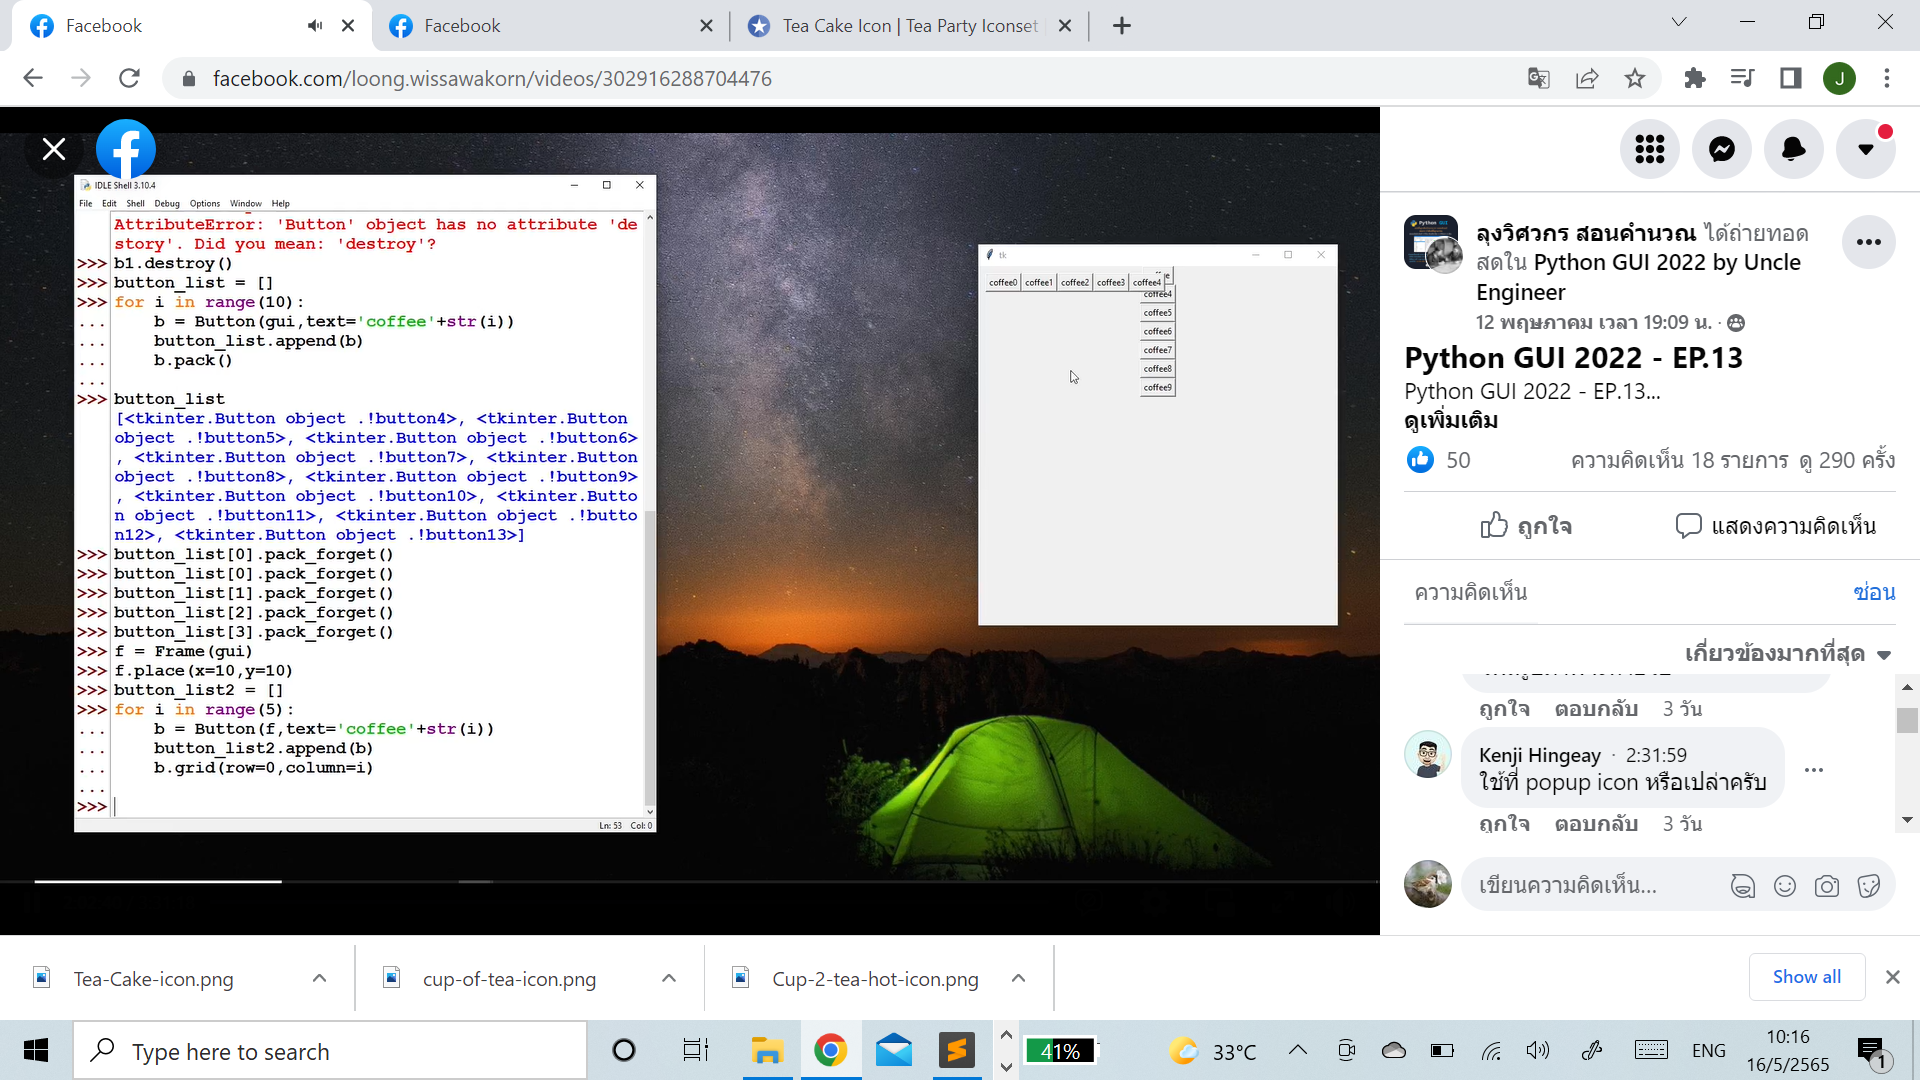 Facebook
Facebook
Tea Cake Icon | Tea Party Iconset
facebook.com/loong.wissawakorn/videos/302916288704476
J
IDLE Shell 3.10.4
File Edit Shell Debug Options Window Help
AttributeError: 'Button' object has no attribute 'de
story'. Did you mean: 'destroy'?
>>> b1.destroy()
>>> button_list = []
>>> for i in range(10):
... b = Button(gui,text='coffee'+str(i))
... button_list.append(b)
... b.pack()
...
>>> button_list
[<tkinter.Button object .!button4>, <tkinter.Button
object .!button5>, <tkinter.Button object .!button6>
, <tkinter.Button object .!button7>, <tkinter.Button
object .!button8>, <tkinter.Button object .!button9>
, <tkinter.Button object .!button10>, <tkinter.Butto
n object .!button11>, <tkinter.Button object .!butto
n12>, <tkinter.Button object .!button13>]
>>> button_list[0].pack_forget()
>>> button_list[0].pack_forget()
>>> button_list[1].pack_forget()
>>> button_list[2].pack_forget()
>>> button_list[3].pack_forget()
>>> f = Frame(gui)
>>> f.place(x=10,y=10)
>>> button_list2 = []
>>> for i in range(5):
... b = Button(f,text='coffee'+str(i))
... button_list2.append(b)
... b.grid(row=0,column=i)
...
>>>
Ln: 53 Col: 0
tk
coffee0 coffee1 coffee2 coffee3 coffee4
coffee4
coffee5
coffee6
coffee7
coffee8
coffee9
ลุงวิศวกร สอนคำนวณ ได้ถ่ายทอด
สดใน Python GUI 2022 by Uncle
Engineer
12 พฤษภาคม เวลา 19:09 น. ·
Python GUI 2022 - EP.13
Python GUI 2022 - EP.13...
ดูเพิ่มเติม
50 ความคิดเห็น 18 รายการ ดู 290 ครั้ง
ถูกใจ แสดงความคิดเห็น
ความคิดเห็น ซ่อน
เกี่ยวข้องมากที่สุด
ถูกใจ ตอบกลับ 3 วัน
Kenji Hingeay · 2:31:59
ใช้ที่ popup icon หรือเปล่าครับ
ถูกใจ ตอบกลับ 3 วัน
เขียนความคิดเห็น...
Tea-Cake-icon.png
cup-of-tea-icon.png
Cup-2-tea-hot-icon.png
Show all
Type here to search
41%
33°C
ENG
10:16
16/5/2565
1